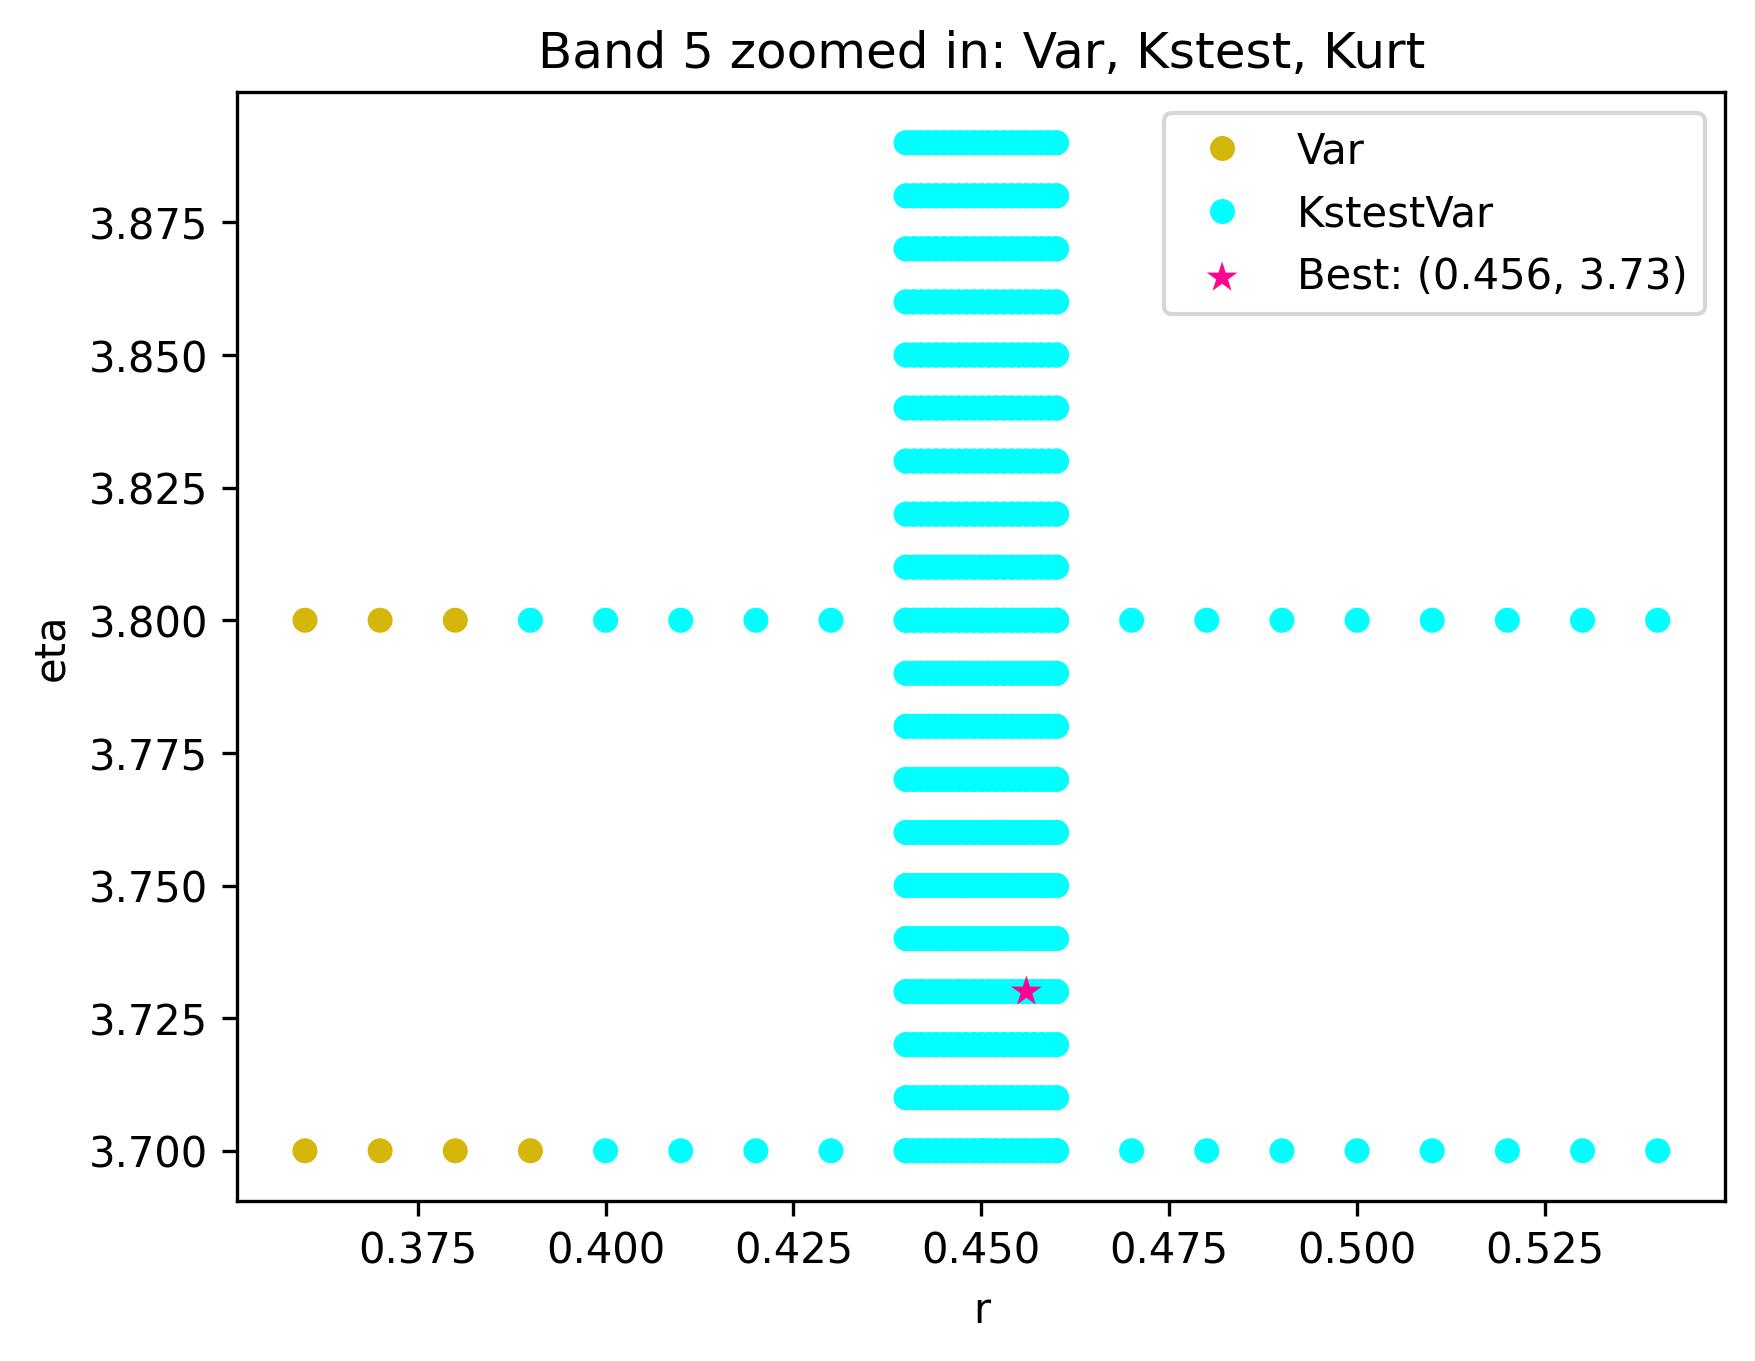 Band 5 zoomed in: Var, Kstest, Kurt
Var
KstestVar
Best: (0.456, 3.73)
eta
3.875
3.850
3.825
3.800
3.775
3.750
3.725
3.700
0.375 0.400 0.425 0.450 0.475 0.500 0.525
r